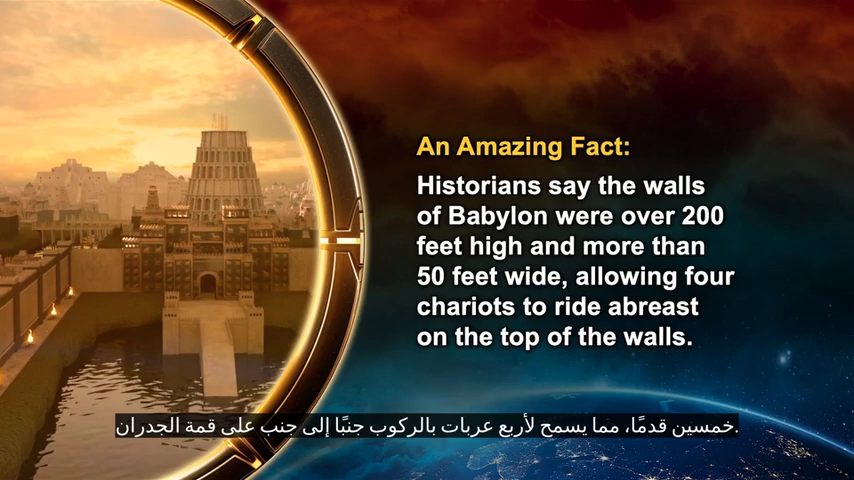 An Amazing Fact:
Historians say the walls
of Babylon were over 200
feet high and more than
50 feet wide, allowing four
chariots to ride abreast
on the top of the walls.
خمسين قدمًا، مما يسمح لأربع عربات بالركوب جنبًا إلى جنب على قمة الجدران.